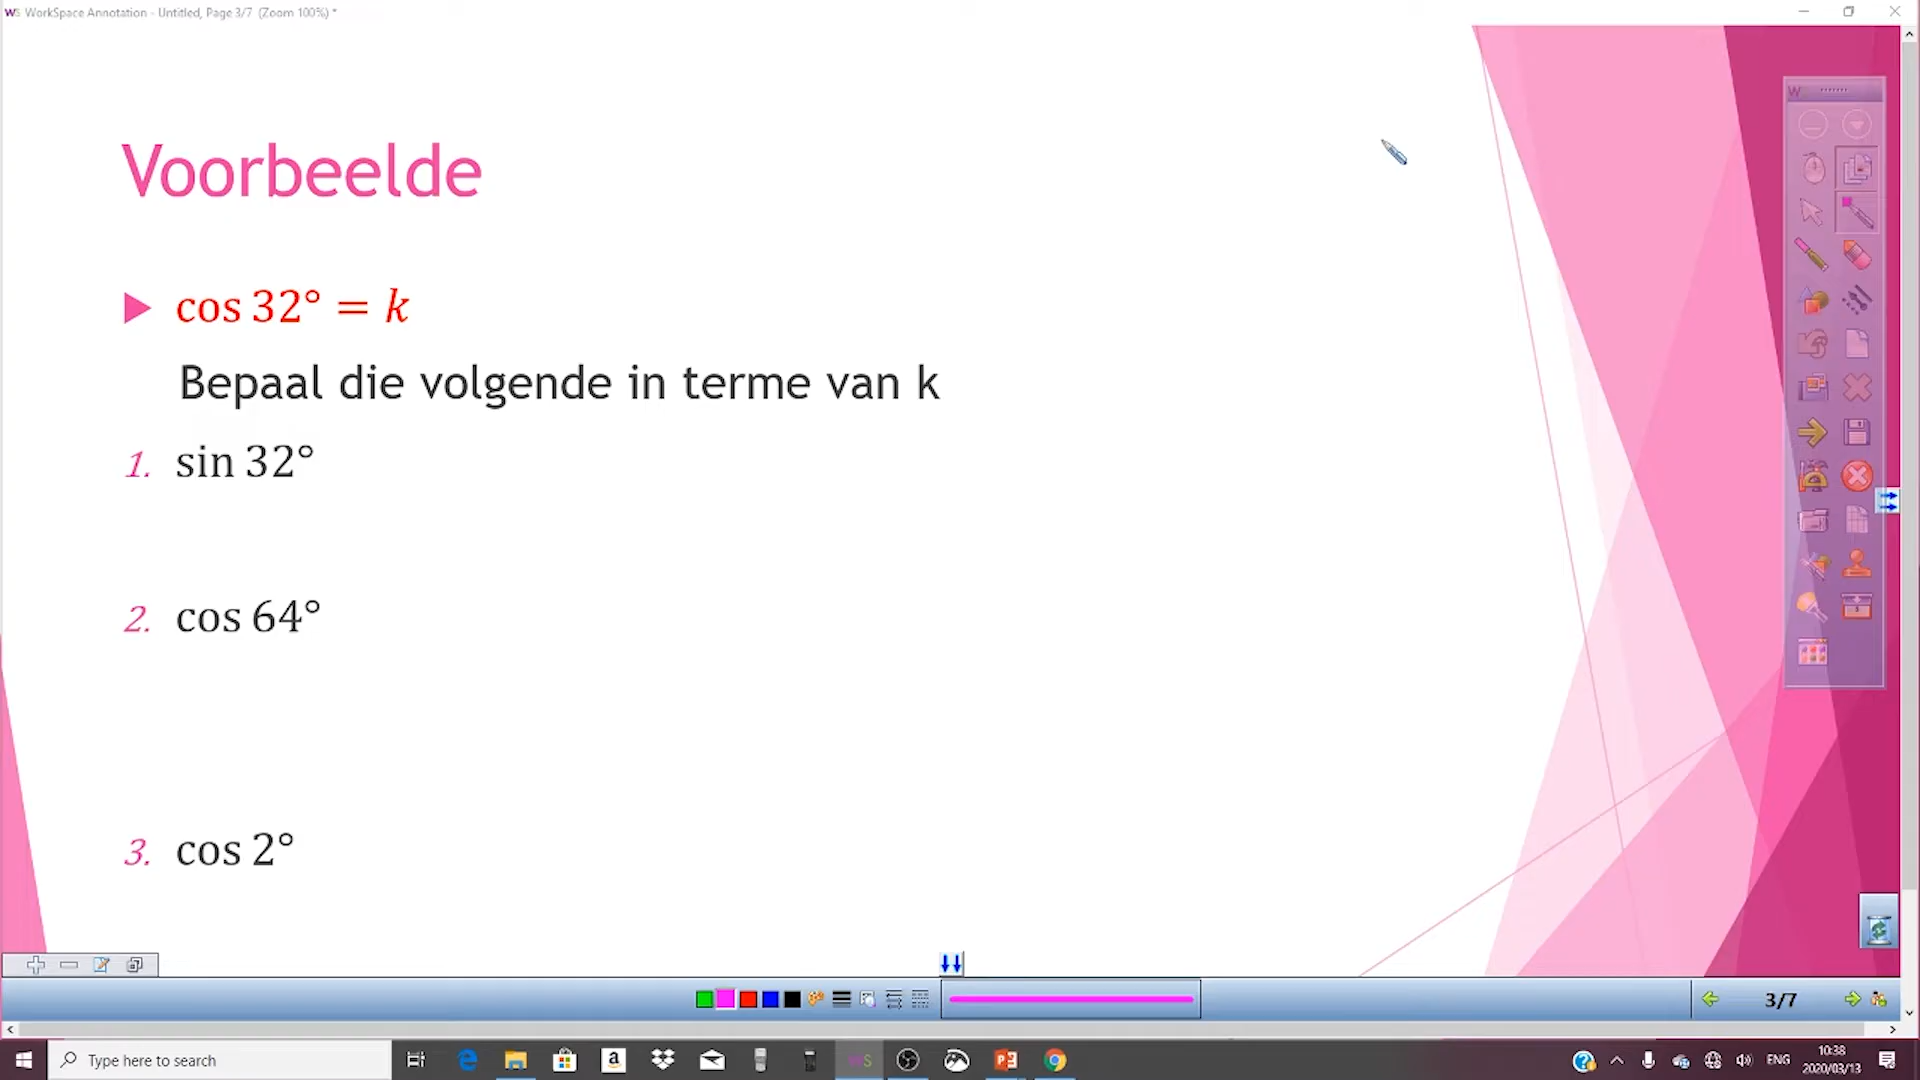 WS WorkSpace Annotation - Untitled, Page 3/7 (Zoom 100%) *
Voorbeelde
cos 32° = k
Bepaal die volgende in terme van k
1. sin 32°
2. cos 64°
3. cos 2°
3/7
Type here to search
ENG
10:38
2020/03/13